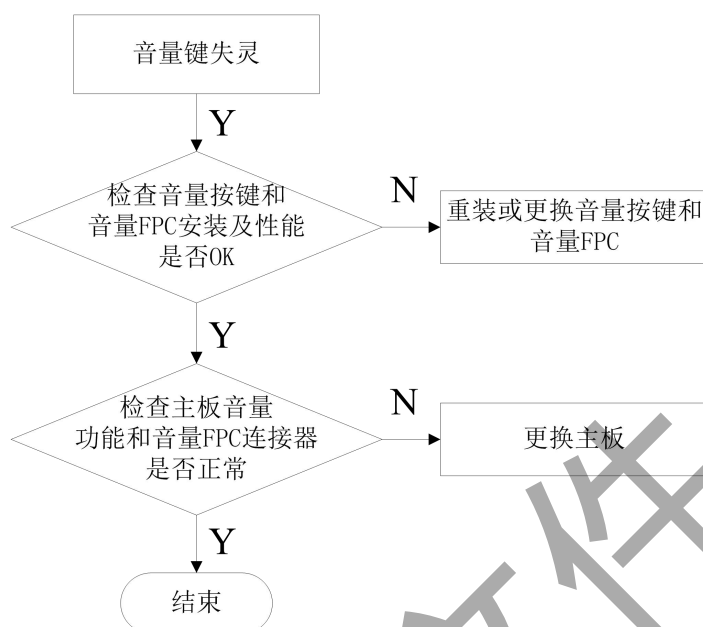 音量键失灵
Y
检查音量按键和
音量FPC安装及性能
是否OK
N
重装或更换音量按键和
音量FPC
Y
检查主板音量
功能和音量FPC连接器
是否正常
N
更换主板
Y
结束
文件